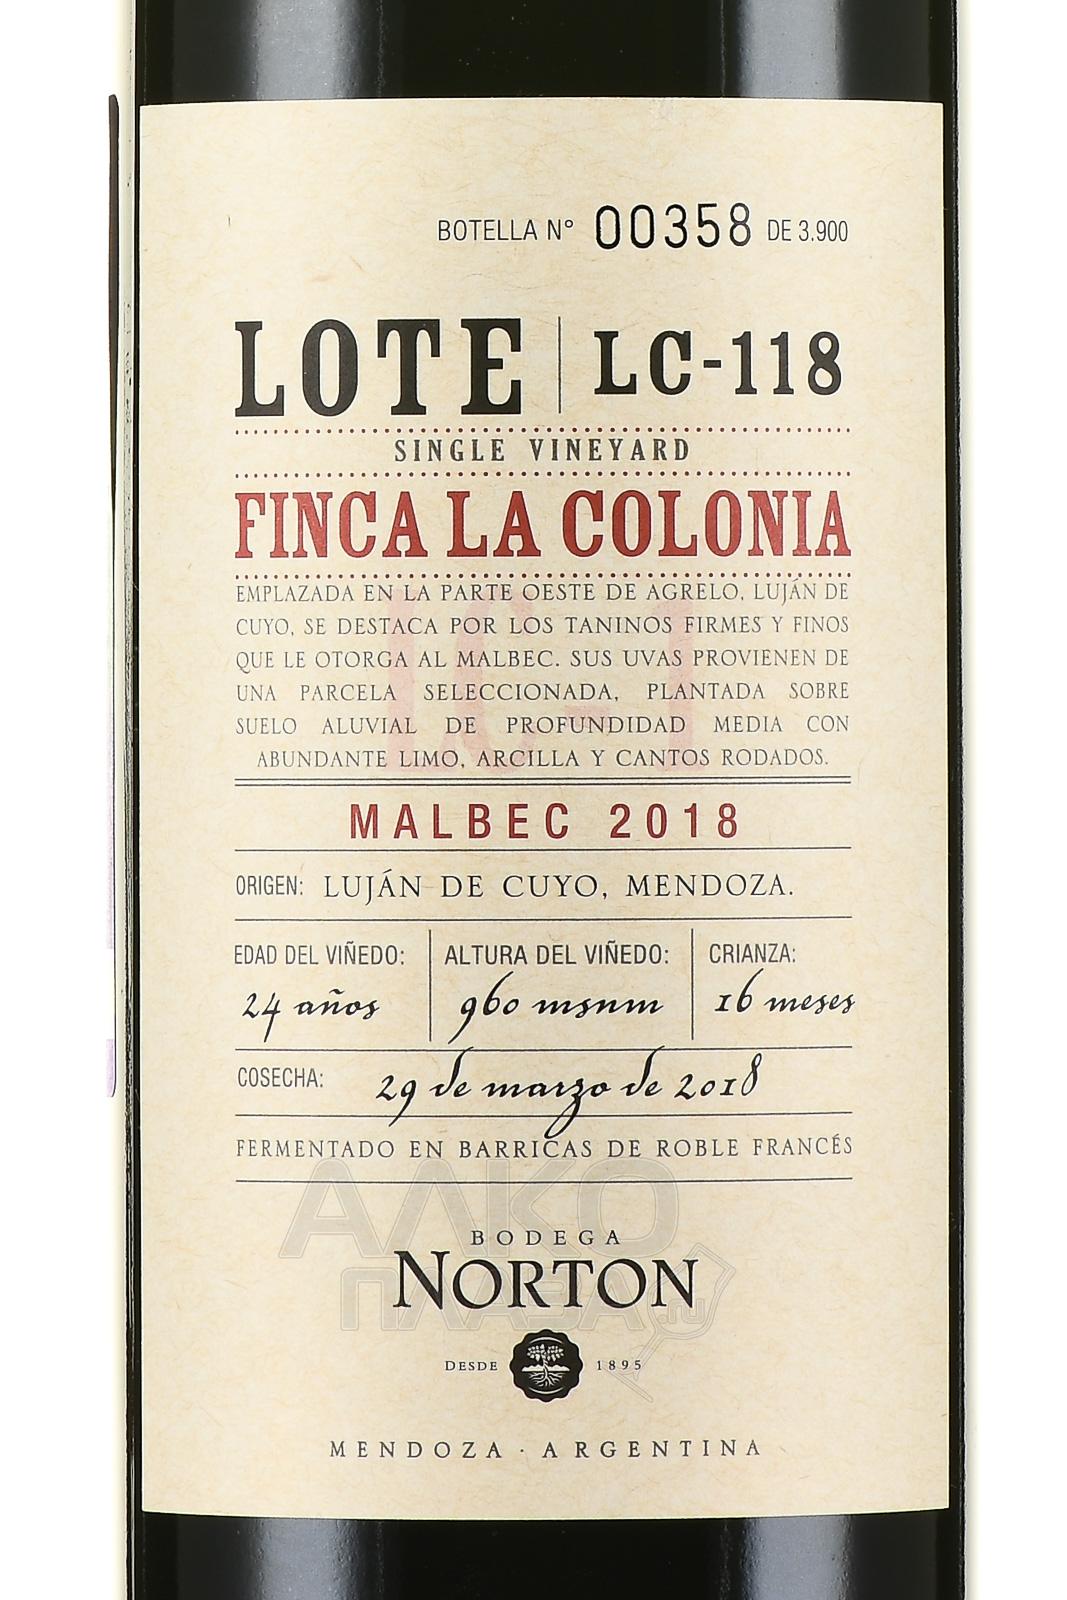 BOTELLA N° 00358 DE 3.900
LOTE LC-118
SINGLE VINEYARD
FINCA LA COLONIA
EMPLAZADA EN LA PARTE OESTE DE AGRELO, LUJÁN DE
CUYO, SE DESTACA POR LOS TANINOS FIRMES Y FINOS
QUE LE OTORGA AL MALBEC. SUS UVAS PROVIENEN DE
UNA PARCELA SELECCIONADA, PLANTADA SOBRE
SUELO ALUVIAL DE PROFUNDIDAD MEDIA CON
ABUNDANTE LIMO, ARCILLA Y CANTOS RODADOS.
LC-1
MALBEC 2018
ORIGEN: LUJÁN DE CUYO, MENDOZA.
EDAD DEL VIÑEDO: ALTURA DEL VIÑEDO: CRIANZA:
24 años 960 msnm 16 meses
COSECHA: 29 de marzo de 2018
FERMENTADO EN BARRICAS DE ROBLE FRANCÉS
АЛКО
ПЛАЗА.ru
BODEGA
NORTON
DESDE 1895
MENDOZA · ARGENTINA